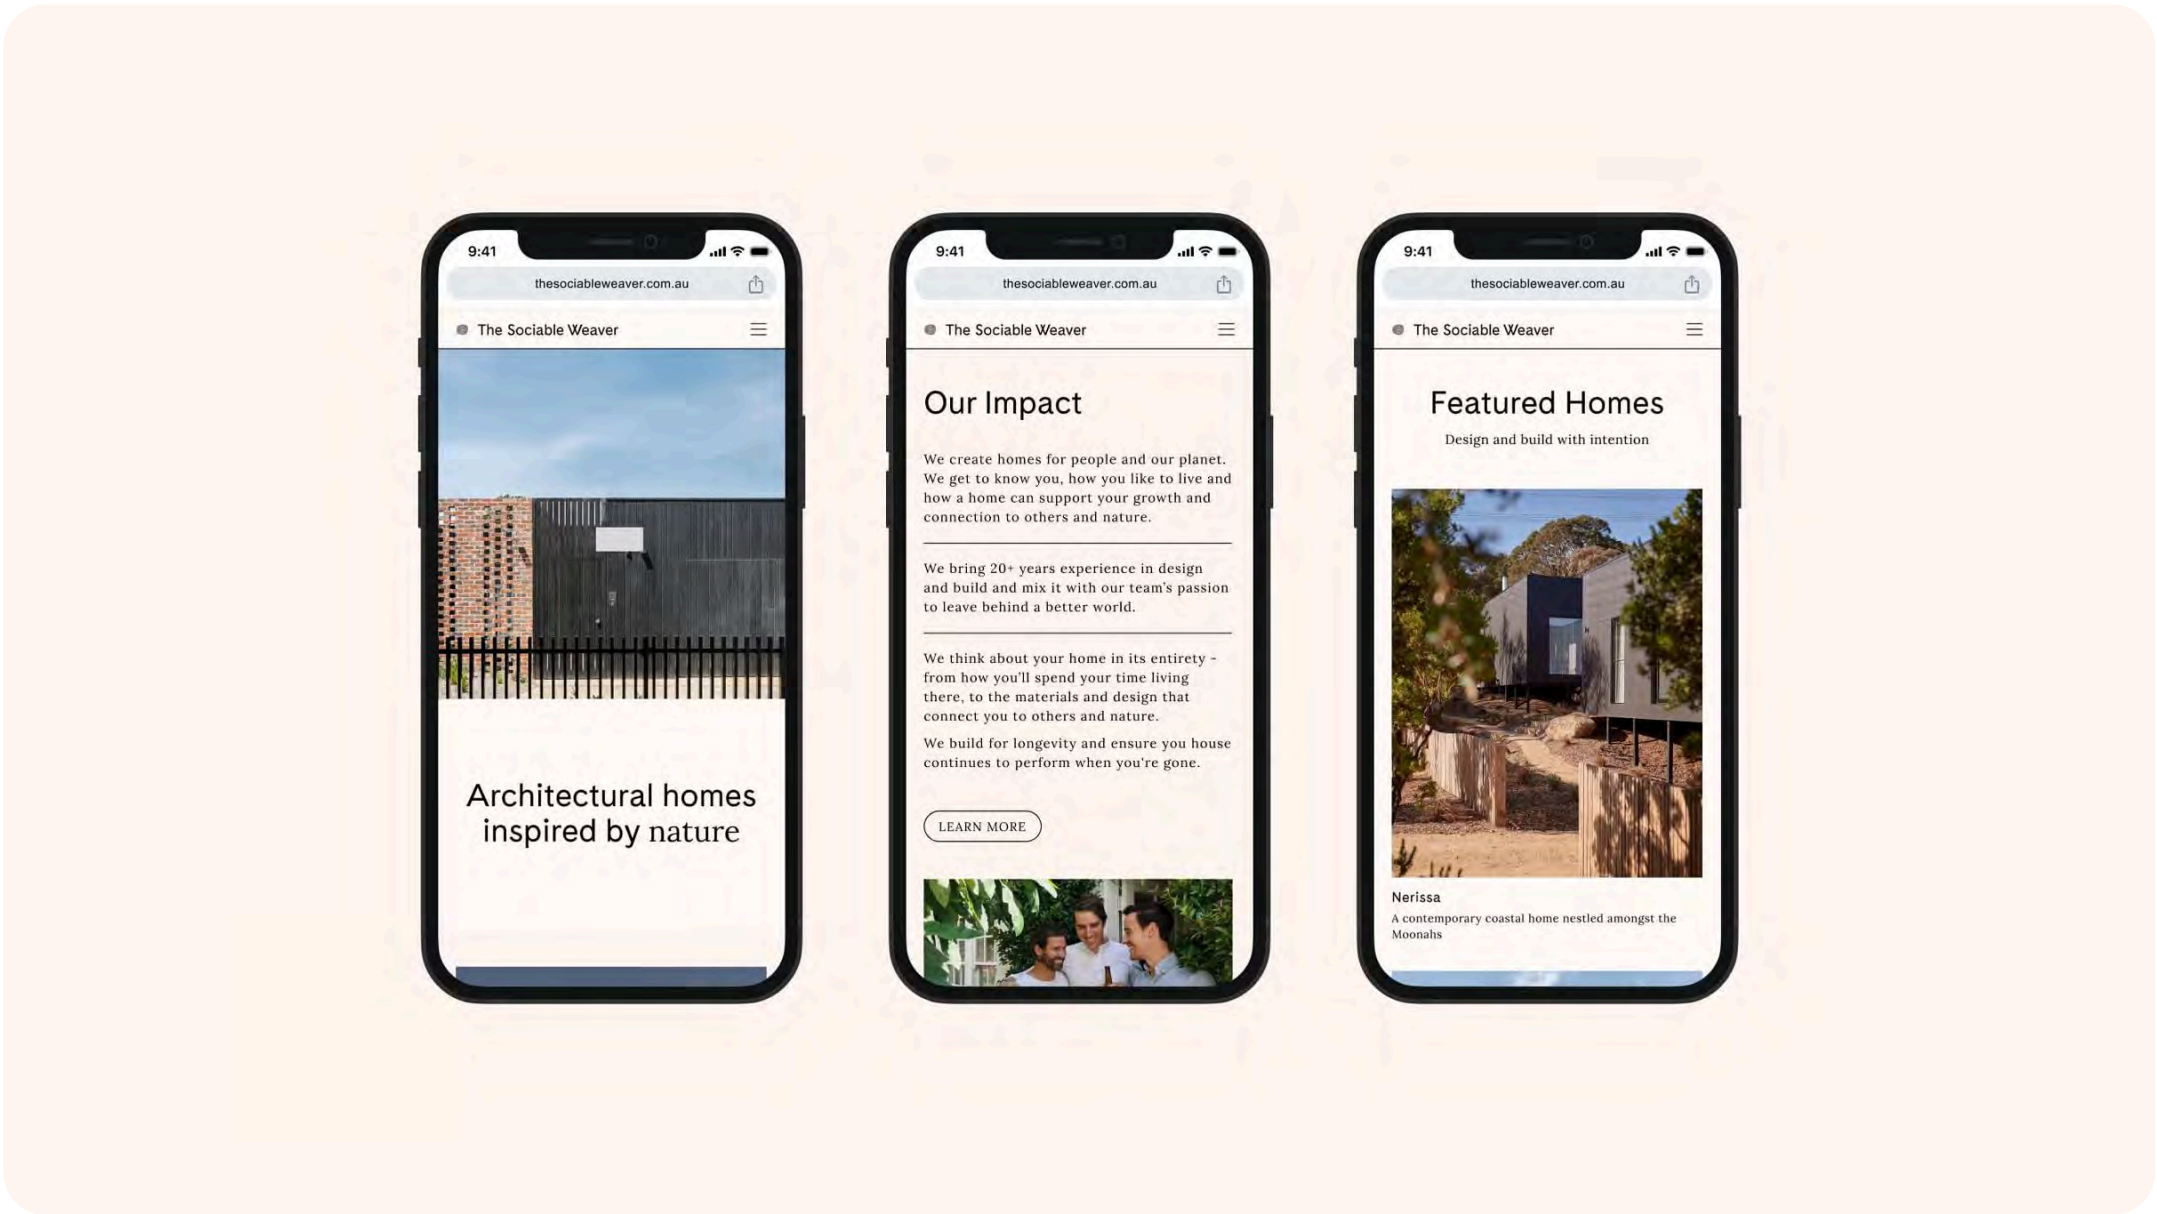 9:41
thesociableweaver.com.au
The Sociable Weaver
Architectural homes
inspired by nature
9:41
thesociableweaver.com.au
The Sociable Weaver
Our Impact
We create homes for people and our planet.
We get to know you, how you like to live and
how a home can support your growth and
connection to others and nature.
We bring 20+ years experience in design
and build and mix it with our team's passion
to leave behind a better world.
We think about your home in its entirety -
from how you'll spend your time living
there, to the materials and design that
connect you to others and nature.
We build for longevity and ensure you house
continues to perform when you're gone.
LEARN MORE
9:41
thesociableweaver.com.au
The Sociable Weaver
Featured Homes
Design and build with intention
Nerissa
A contemporary coastal home nestled amongst the
Moonahs